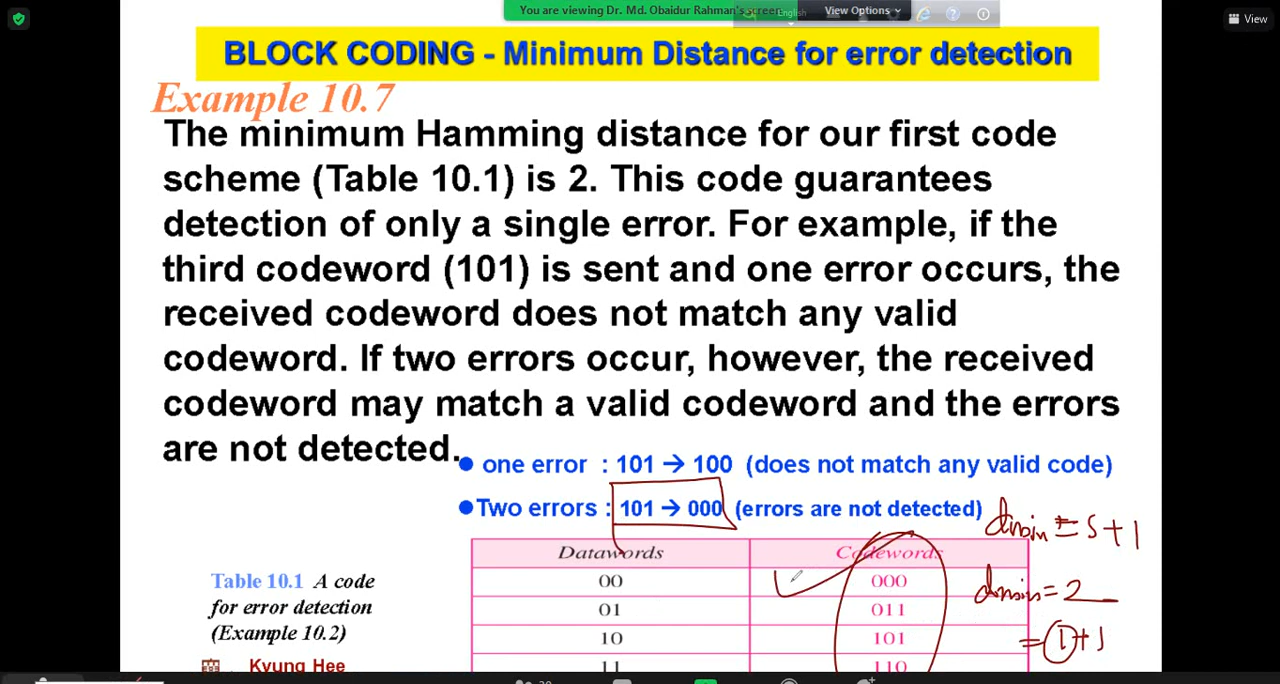 You are viewing Dr. Md. Obaidur Rahman's screen
English
View Options
View
BLOCK CODING - Minimum Distance for error detection
Example 10.7
The minimum Hamming distance for our first code
scheme (Table 10.1) is 2. This code guarantees
detection of only a single error. For example, if the
third codeword (101) is sent and one error occurs, the
received codeword does not match any valid
codeword. If two errors occur, however, the received
codeword may match a valid codeword and the errors
are not detected.
● one error : 101 → 100 (does not match any valid code)
● Two errors : 101 → 000 (errors are not detected)
dmin = s + 1
Datawords Codewords
Table 10.1 A code
for error detection
(Example 10.2)
00 000
01 011
10 101
11 110
dmin = 2
= 1 + 1
Kyung Hee